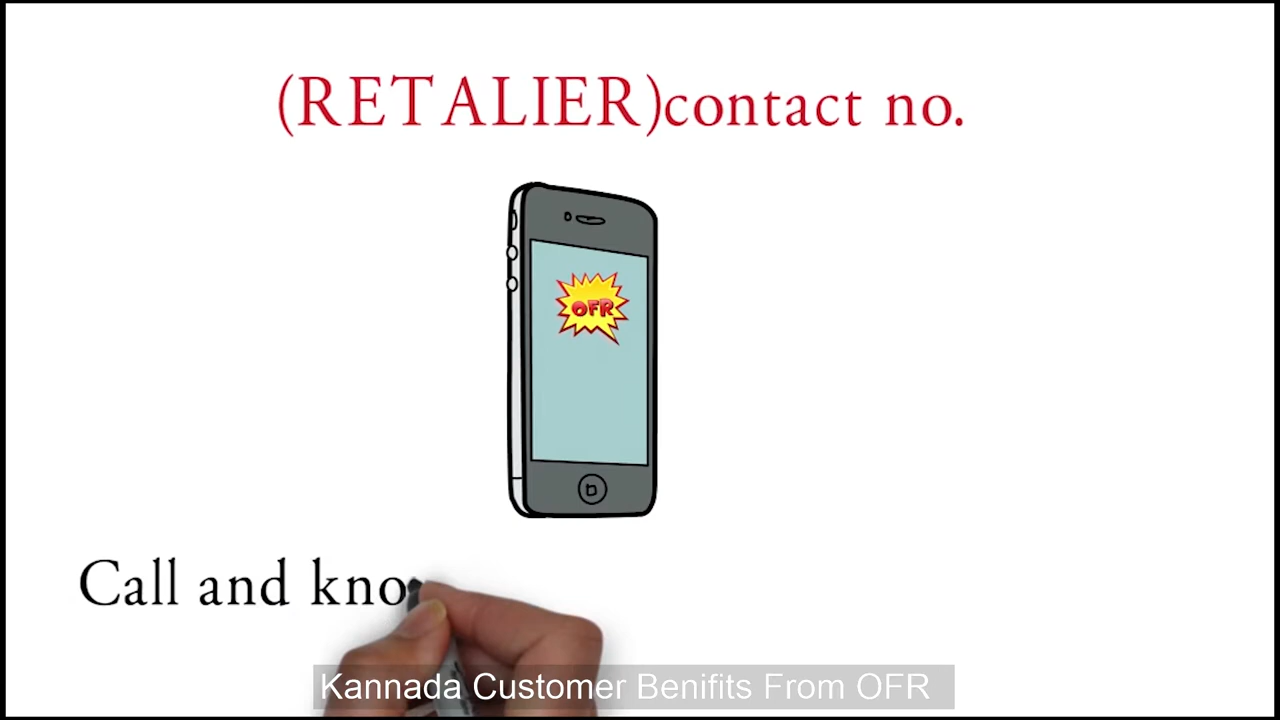 (RETALIER)contact no.
OFR
Call and kno
Kannada Customer Benifits From OFR